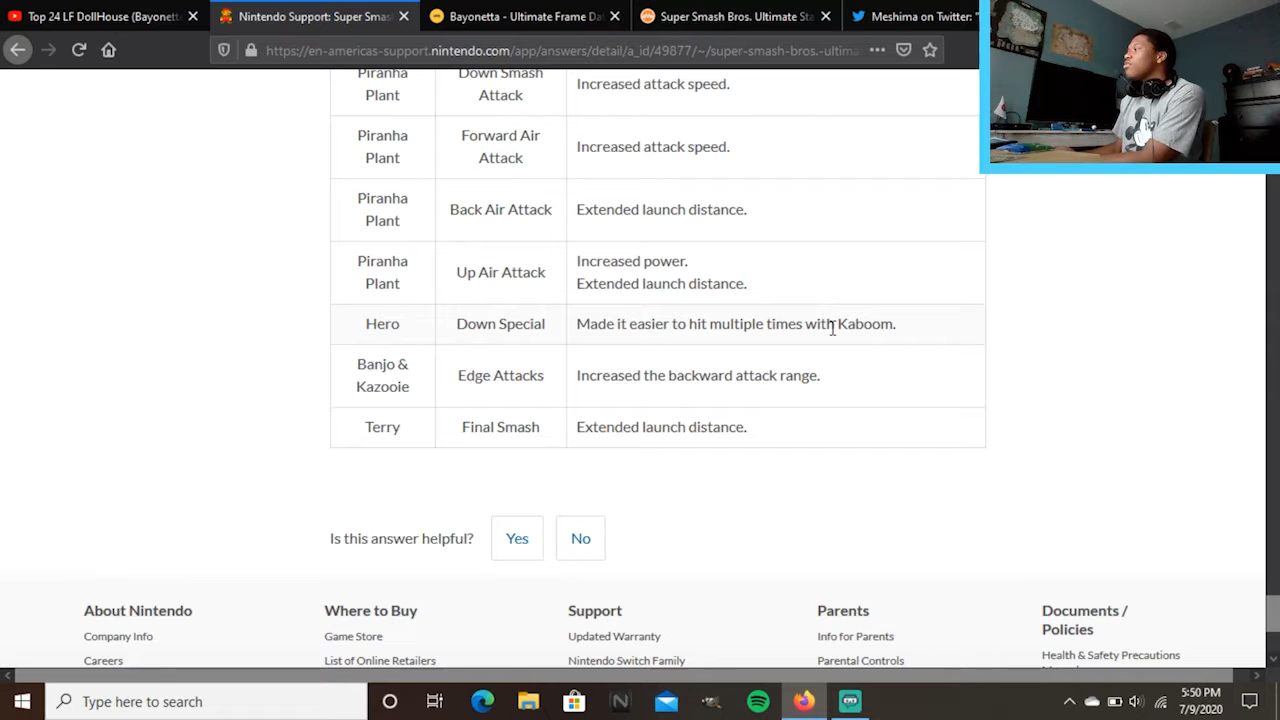 Top 24 LF DollHouse (Bayonetta
Nintendo Support: Super Smas
Bayonetta - Ultimate Frame Da
Super Smash Bros. Ultimate Sta
Meshima on Twitter: "
https://en-americas-support.nintendo.com/app/answers/detail/a_id/49877/~/super-smash-bros.-ultima
Piranha Plant
Down Smash Attack
Increased attack speed.
Piranha Plant
Forward Air Attack
Increased attack speed.
Piranha Plant
Back Air Attack
Extended launch distance.
Piranha Plant
Up Air Attack
Increased power.
Extended launch distance.
Hero
Down Special
Made it easier to hit multiple times with Kaboom.
Banjo & Kazooie
Edge Attacks
Increased the backward attack range.
Terry
Final Smash
Extended launch distance.
Is this answer helpful?
Yes
No
About Nintendo
Company Info
Careers
Where to Buy
Game Store
List of Online Retailers
Support
Updated Warranty
Nintendo Switch Family
Parents
Info for Parents
Parental Controls
Documents / Policies
Health & Safety Precautions
Type here to search
5:50 PM
7/9/2020